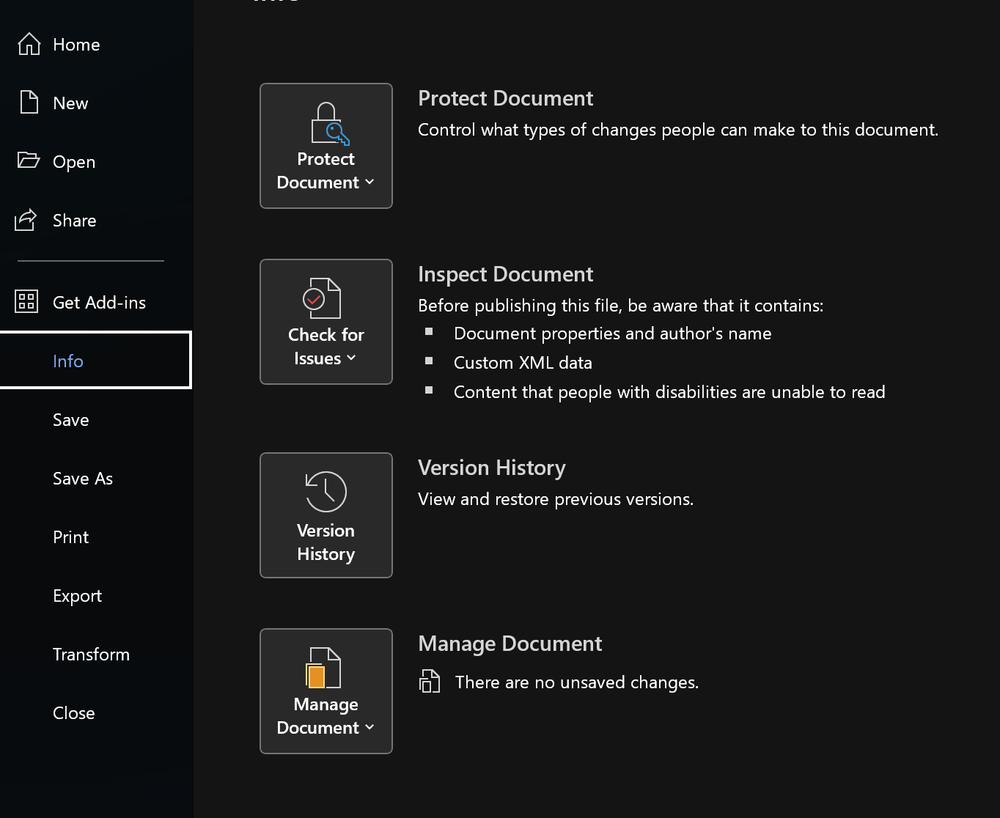 Home
New
Open
Share
Get Add-ins
Info
Save
Save As
Print
Export
Transform
Close
Info
Protect
Document
Protect Document
Control what types of changes people can make to this document.
Check for
Issues
Inspect Document
Before publishing this file, be aware that it contains:
Document properties and author's name
Custom XML data
Content that people with disabilities are unable to read
Version
History
Version History
View and restore previous versions.
Manage
Document
Manage Document
There are no unsaved changes.